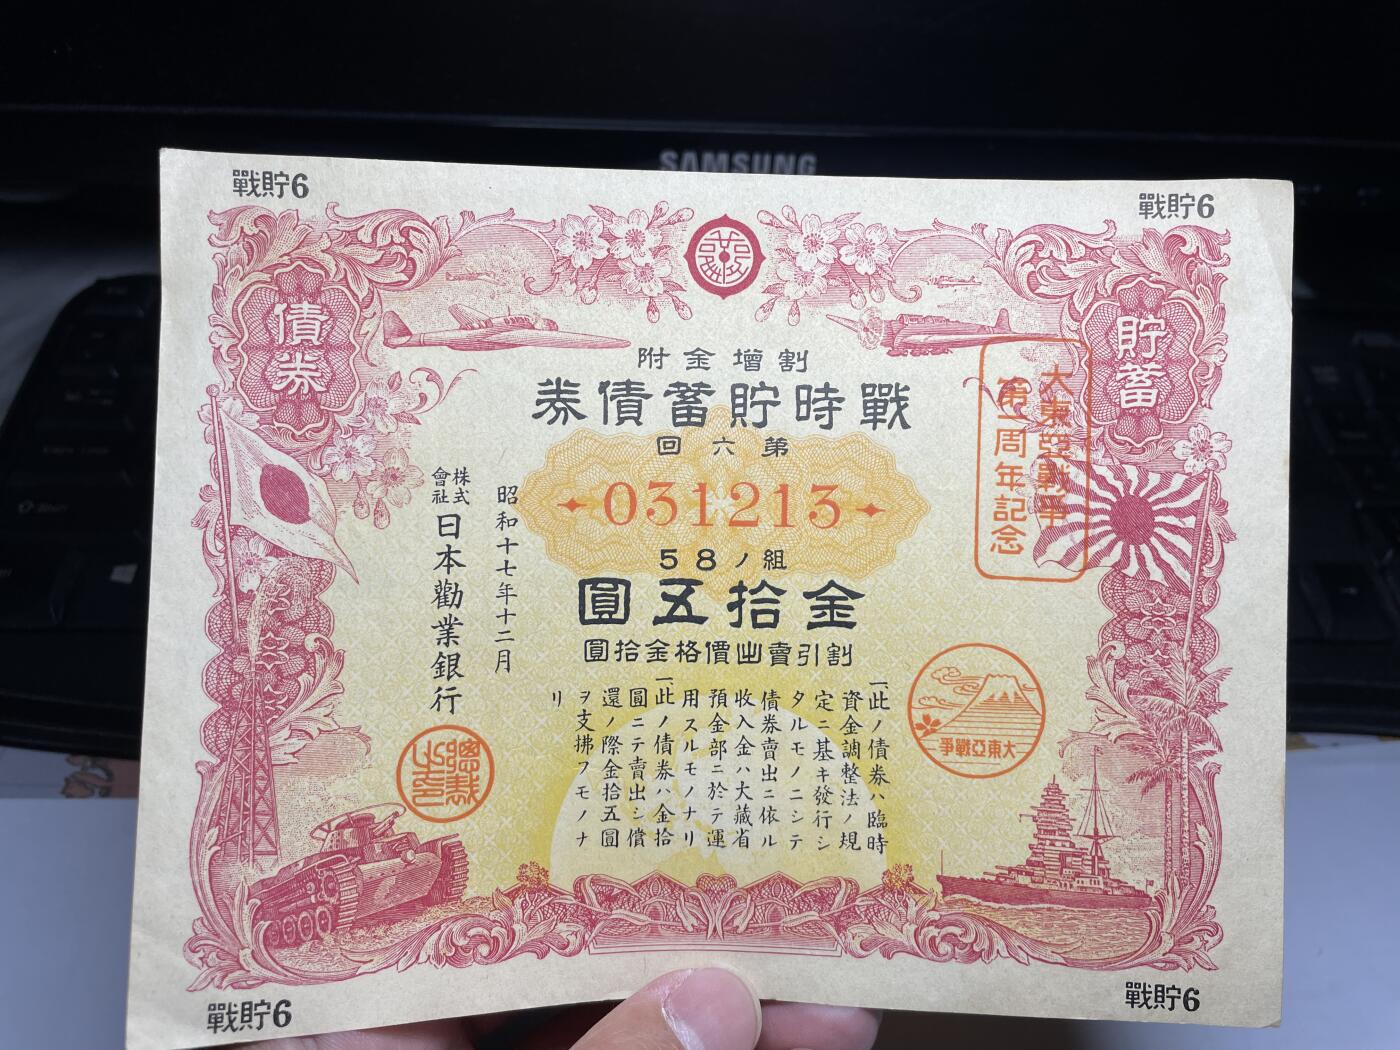 SAMSUNG
戰貯6
戰貯6
貯蓄
債券
割增金附
戰時貯蓄債券
第六回
031213
58ノ組
金拾五圓
割引賣出價格金拾圓
大東亞戰爭
第一周年記念
大東亞戰爭
一、此ノ債券ハ臨時
資金調整法ノ規
定ニ基キ發行シ
タルモノニシテ
債券賣出ニ依ル
收入金ハ大藏省
預金部ニ於テ運
用スルモノナリ
一、此ノ債券ハ金拾
圓ニテ賣出シ償
還ノ際金拾五圓
ヲ支拂フモノナ
リ
昭和十七年十二月
株式會社
日本勸業銀行
總裁之印
戰貯6
戰貯6